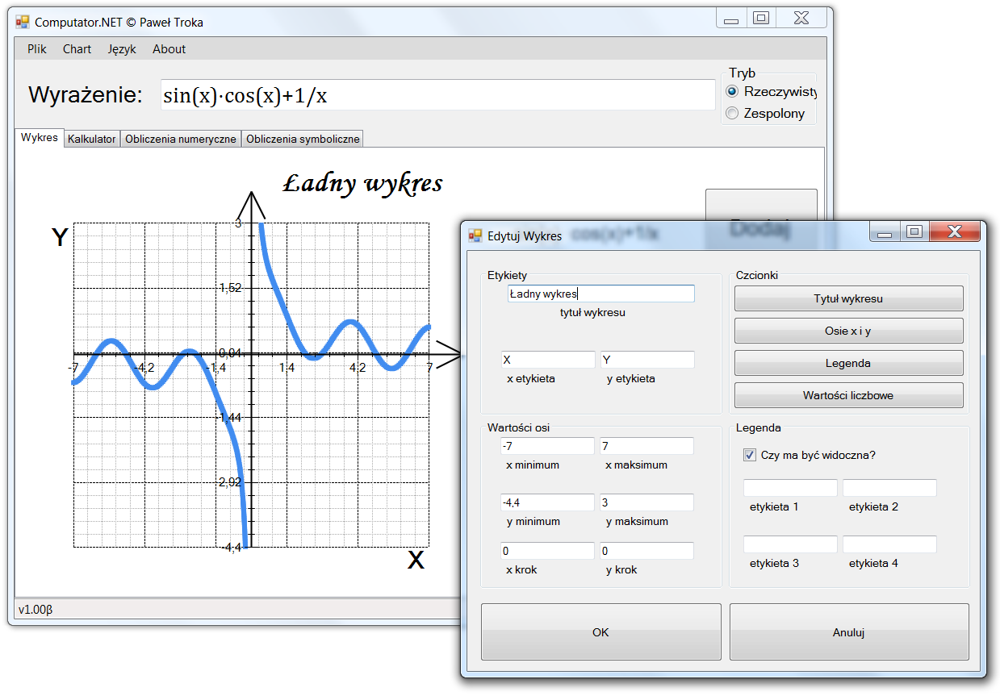 Computator.NET © Paweł Troka
Plik Chart Język About
Wyrażenie: sin(x)·cos(x)+1/x
Tryb
Rzeczywisty
Zespolony
Wykres Kalkulator Obliczenia numeryczne Obliczenia symboliczne
Ładny wykres
Dodaj
Y
3
1,52
0,04
-7 -4,2 -1,4 1,4 4,2 7
-1,44
-2,92
-4,4
X
v1.00β
Edytuj Wykres
cos(x)+1/x
Etykiety
Ładny wykres
tytuł wykresu
X Y
x etykieta y etykieta
Czcionki
Tytuł wykresu
Osie x i y
Legenda
Wartości liczbowe
Wartości osi
-7 7
x minimum x maksimum
-4,4 3
y minimum y maksimum
0 0
x krok y krok
Legenda
Czy ma być widoczna?
etykieta 1 etykieta 2
etykieta 3 etykieta 4
OK Anuluj